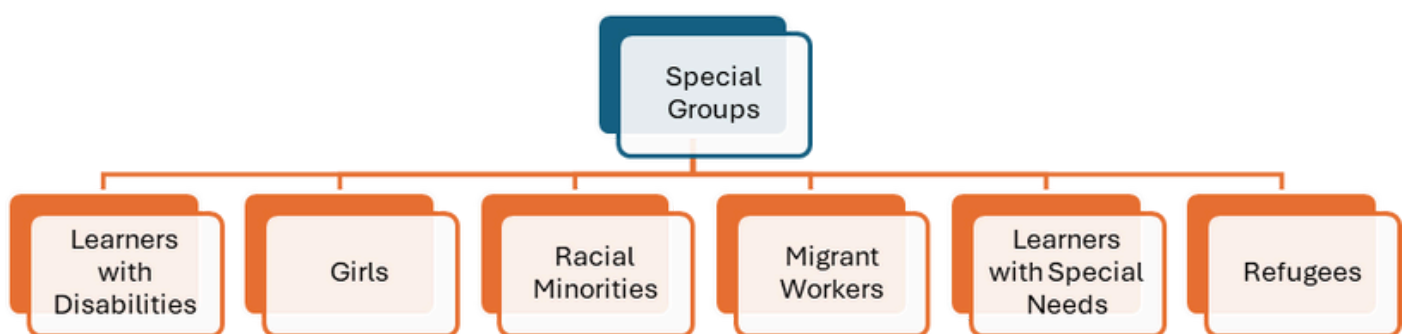 Special
Groups
Learners
with
Disabilities
Girls
Racial
Minorities
Migrant
Workers
Learners
with Special
Needs
Refugees